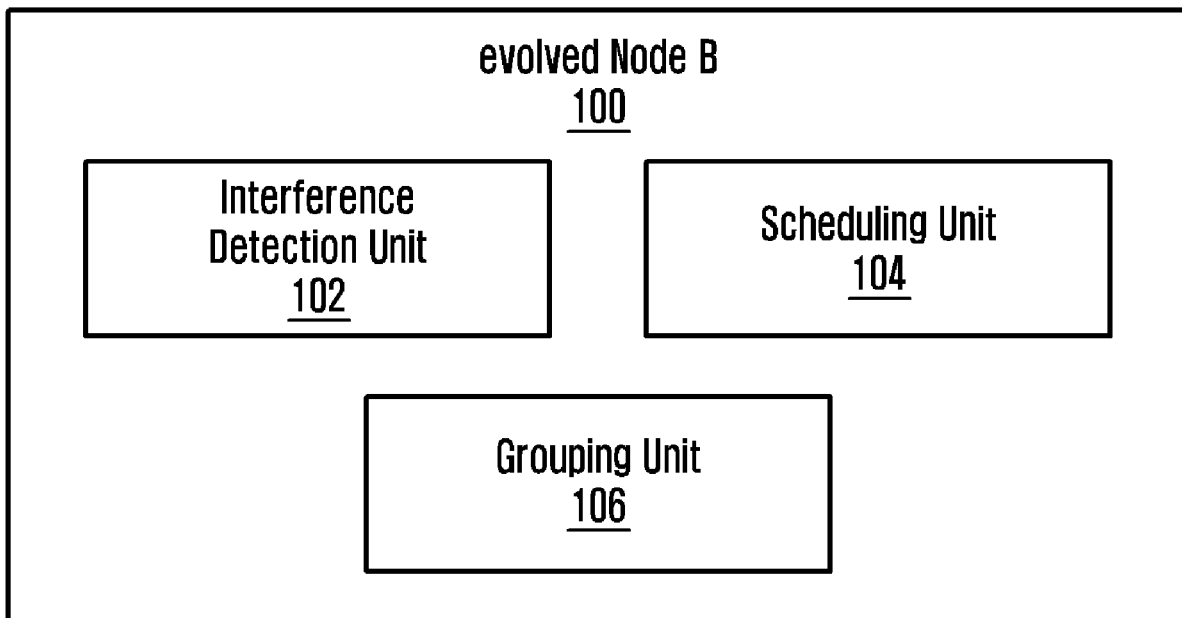 evolved Node B
100
Interference
Detection Unit
102
Scheduling Unit
104
Grouping Unit
106